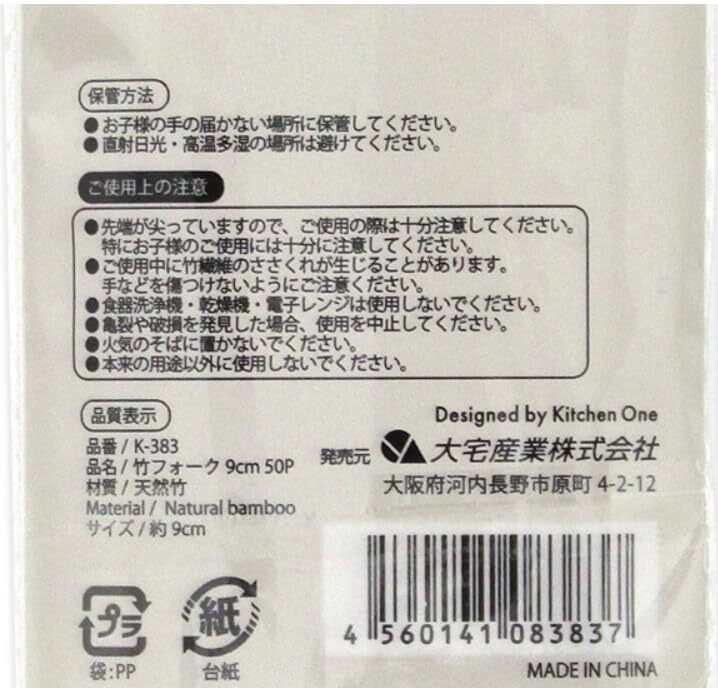 保管方法
●お子様の手の届かない場所に保管してください。
●直射日光・高温多湿の場所は避けてください。
ご使用上の注意
●先端が尖っていますので、ご使用の際は十分注意してください。
特にお子様のご使用には十分に注意してください。
●ご使用中に竹繊維のささくれが生じることがあります。
手などを傷つけないようにご注意ください。
●食器洗浄機・乾燥機・電子レンジは使用しないでください。
●亀裂や破損を発見した場合、使用を中止してください。
●火気のそばに置かないでください。
●本来の用途以外に使用しないでください。
品質表示
品番 / K-383
品名 / 竹フォーク 9cm 50P
材質 / 天然竹
Material / Natural bamboo
サイズ / 約 9cm
Designed by Kitchen One
発売元 大宅産業株式会社
大阪府河内長野市原町 4-2-12
プラ
袋:PP
紙
台紙
4 560141 083837
MADE IN CHINA